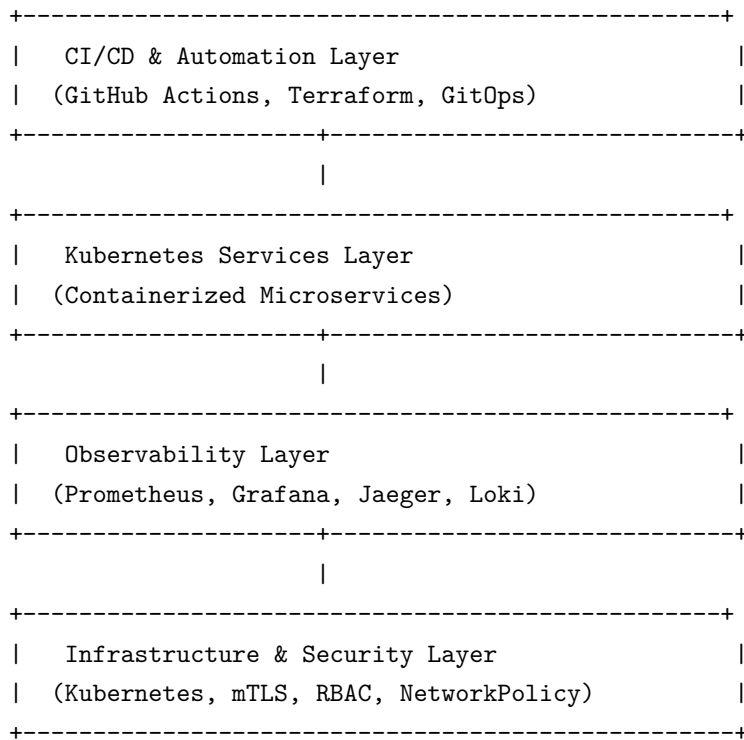 +--------------------------------------------------+
|   CI/CD & Automation Layer                        |
|  (GitHub Actions, Terraform, GitOps)              |
+---------------------+-----------------------------+
                      |
+--------------------------------------------------+
|   Kubernetes Services Layer                       |
|  (Containerized Microservices)                    |
+---------------------+-----------------------------+
                      |
+--------------------------------------------------+
|   Observability Layer                             |
|  (Prometheus, Grafana, Jaeger, Loki)              |
+---------------------+-----------------------------+
                      |
+--------------------------------------------------+
|   Infrastructure & Security Layer                 |
|  (Kubernetes, mTLS, RBAC, NetworkPolicy)          |
+---------------------------------------------------+